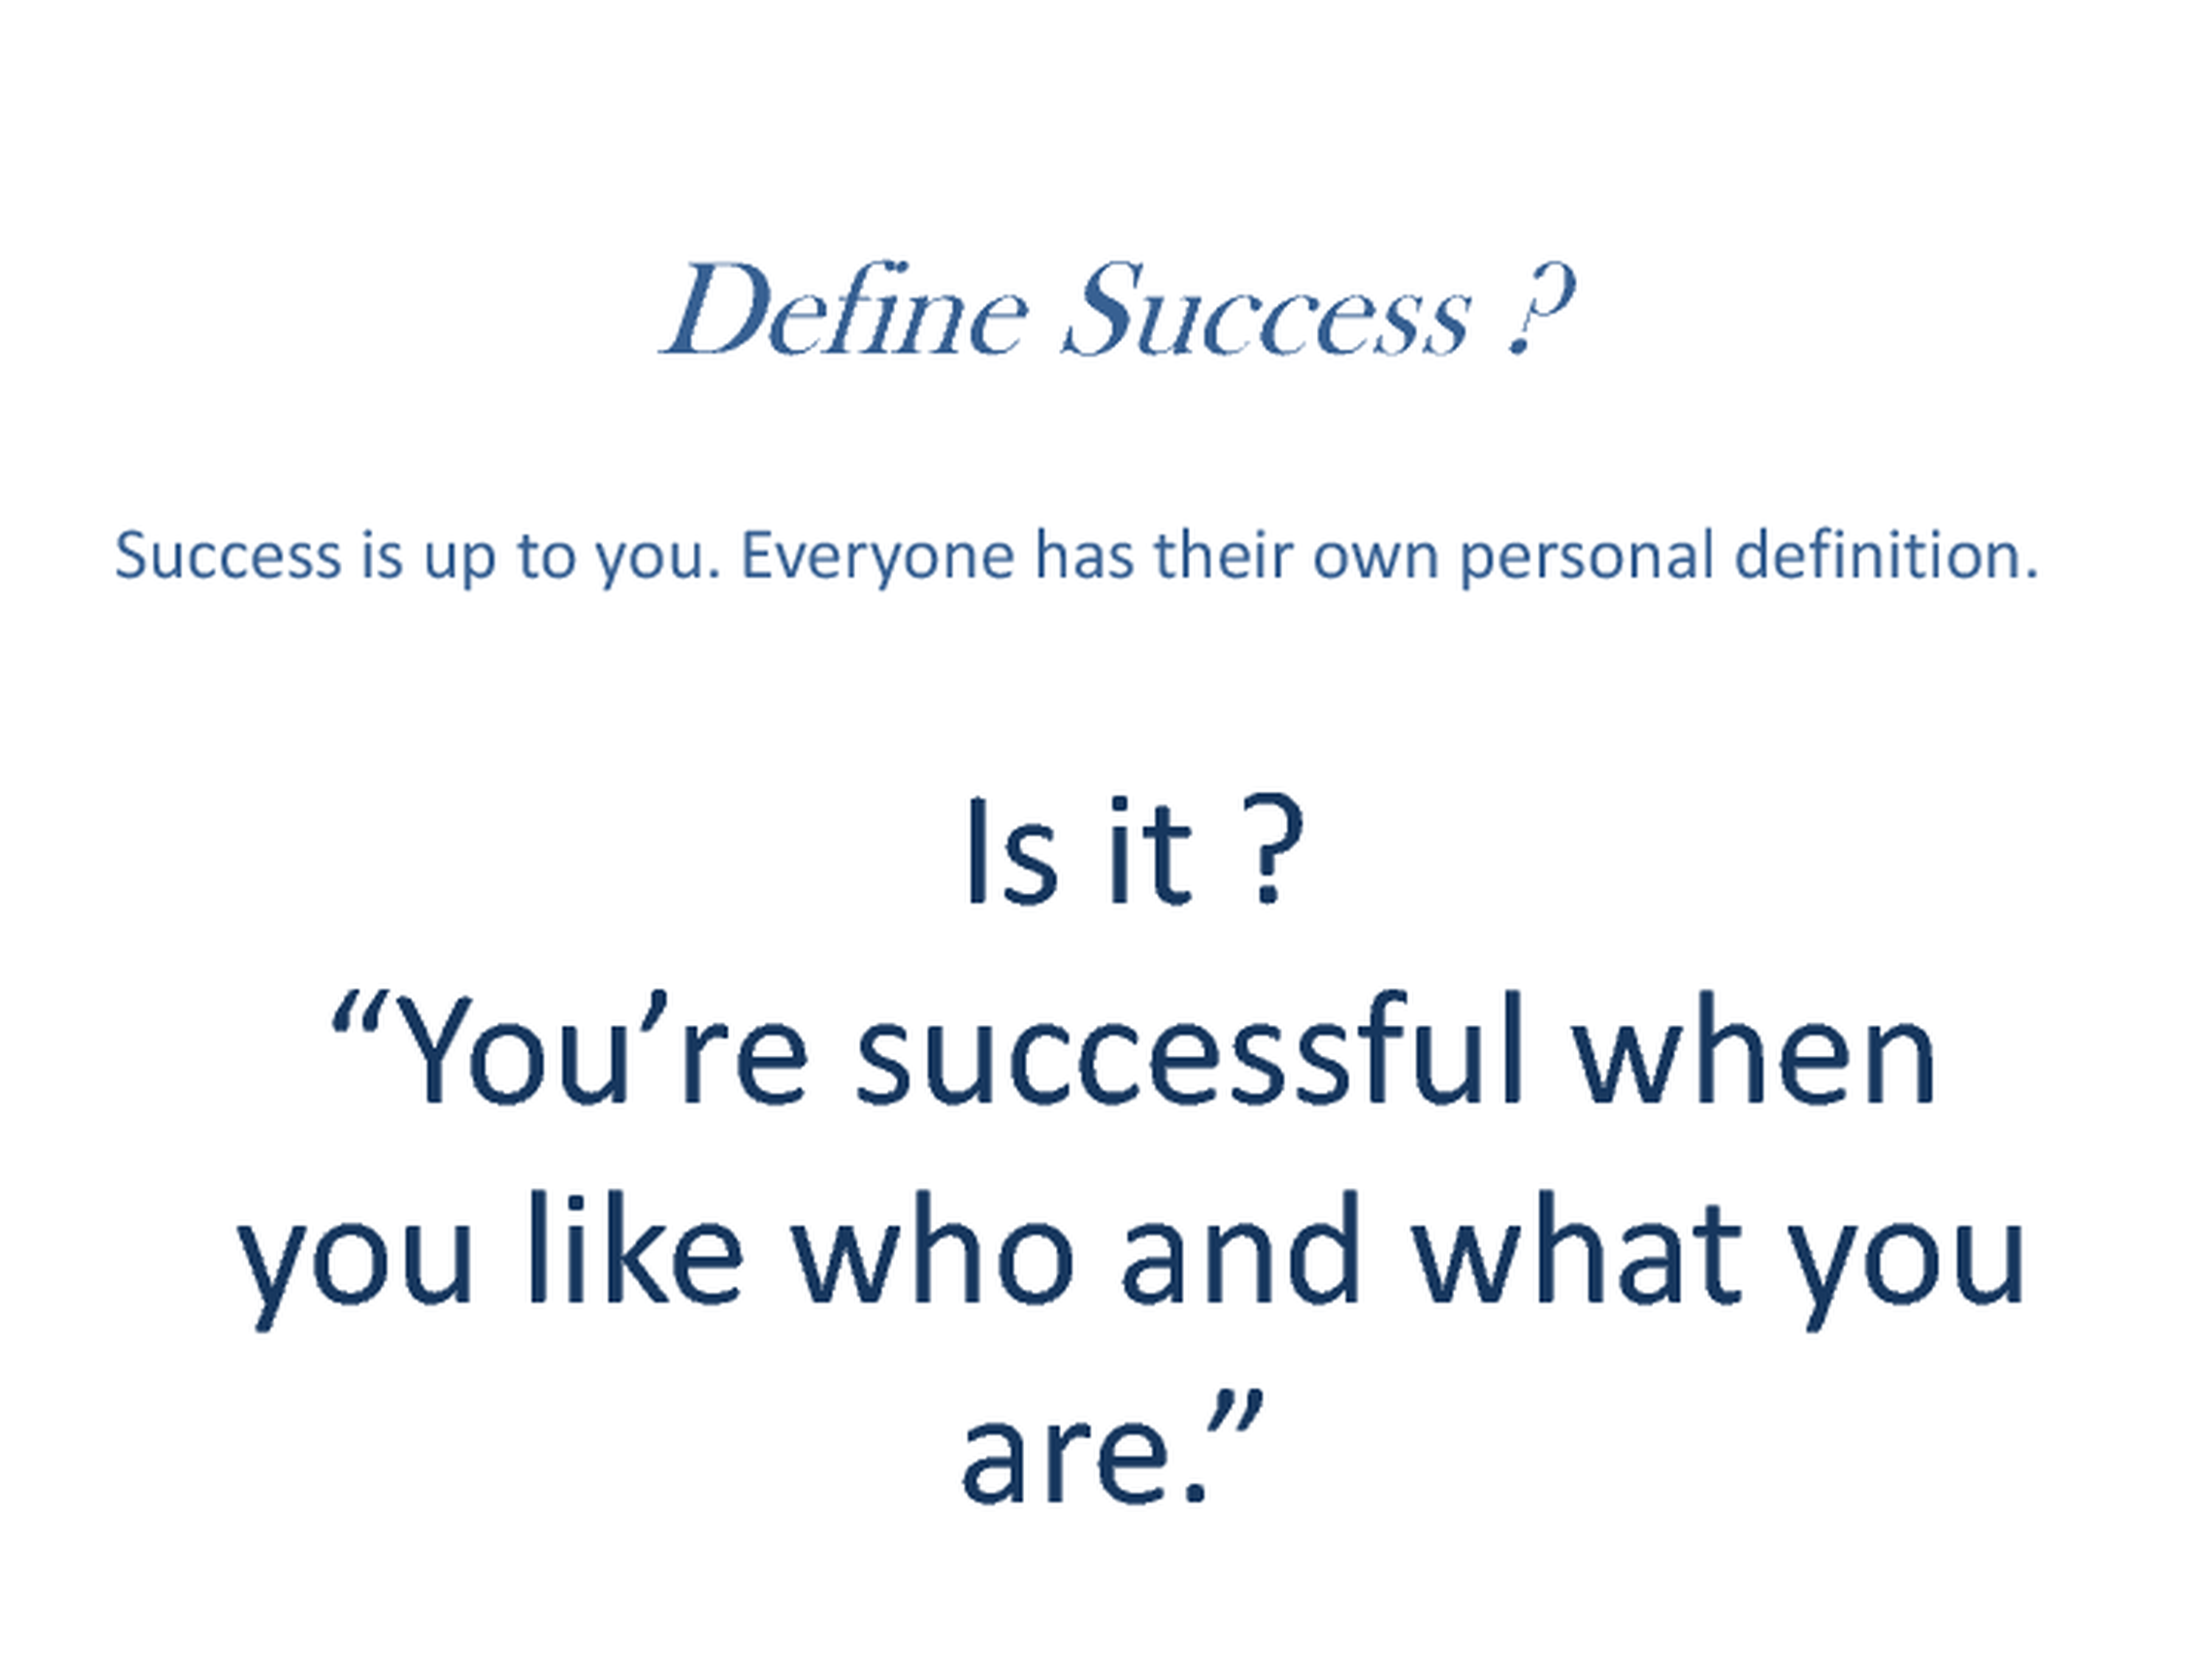 Define Success ?
Success is up to you. Everyone has their own personal definition.
Is it ?
“You’re successful when
you like who and what you
are.”